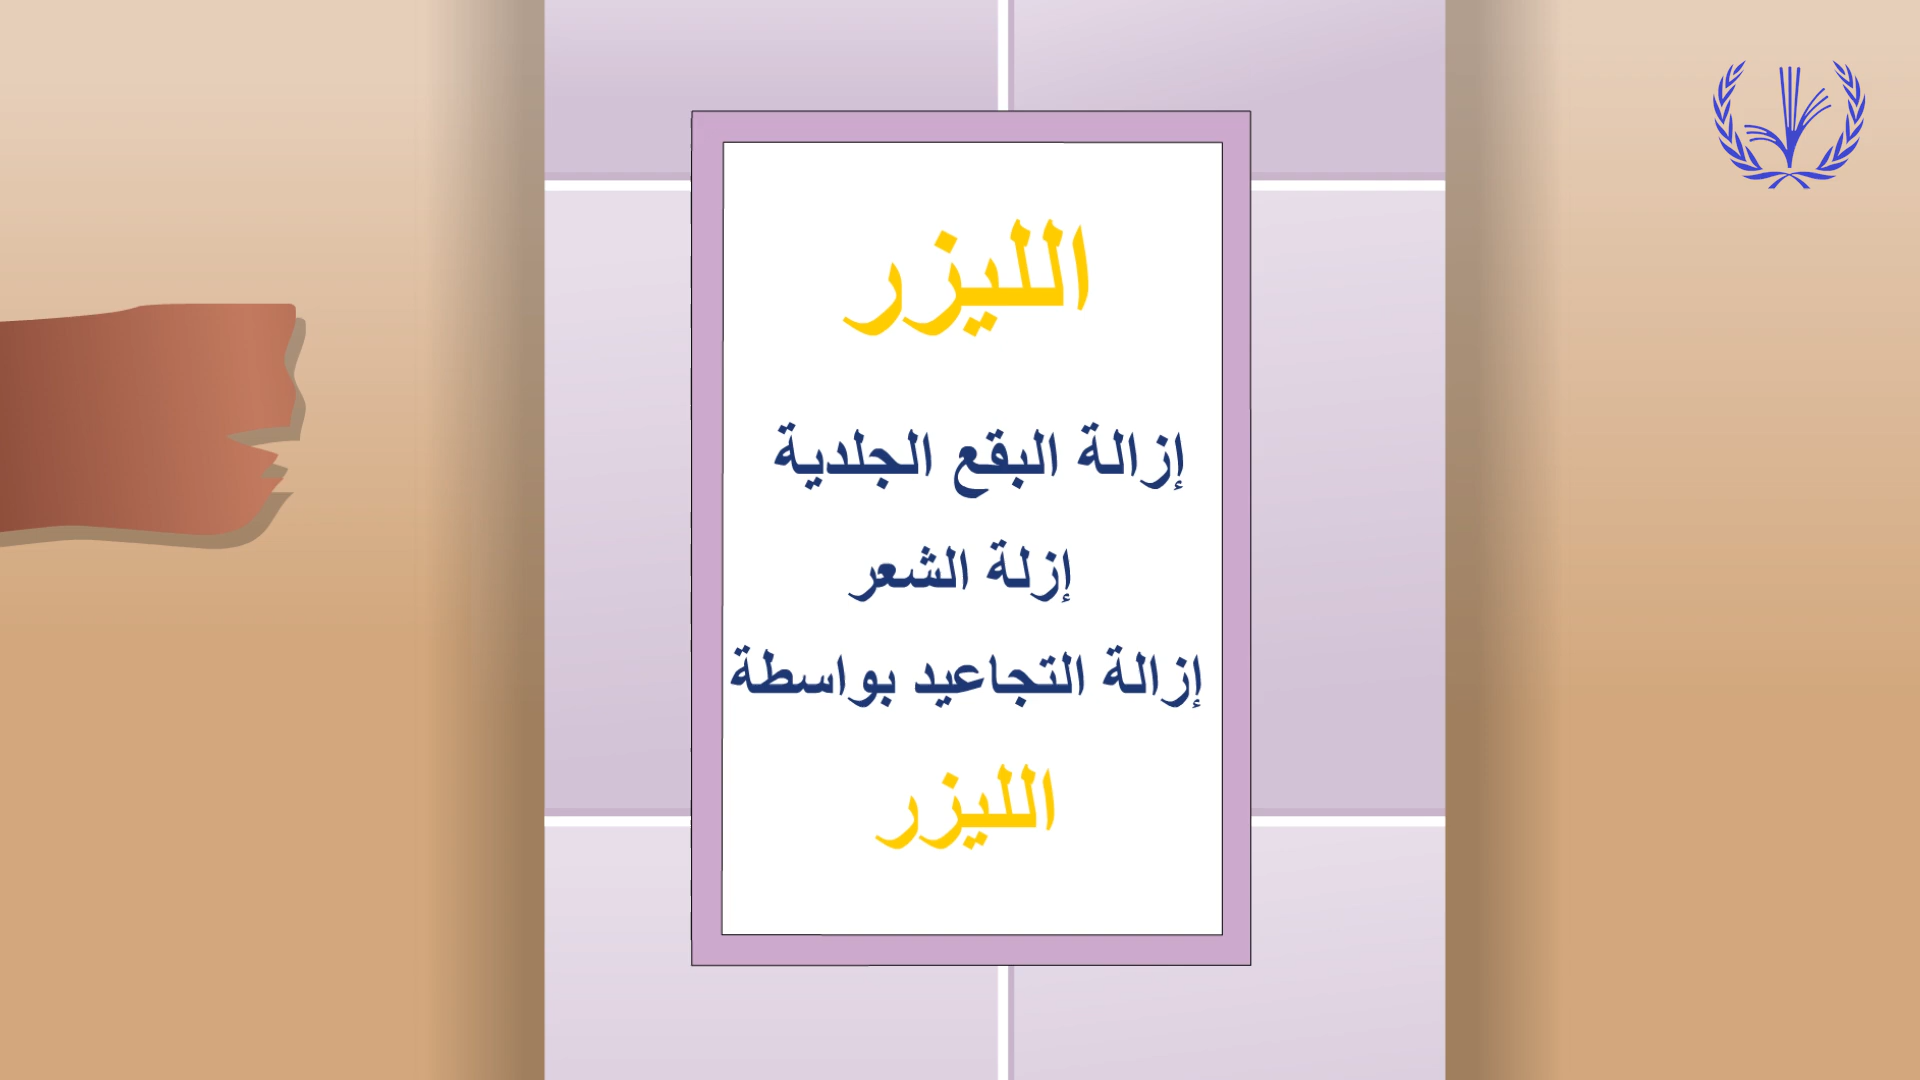 الليزر
إزالة البقع الجلدية
إزلة الشعر
إزالة التجاعيد بواسطة
الليزر